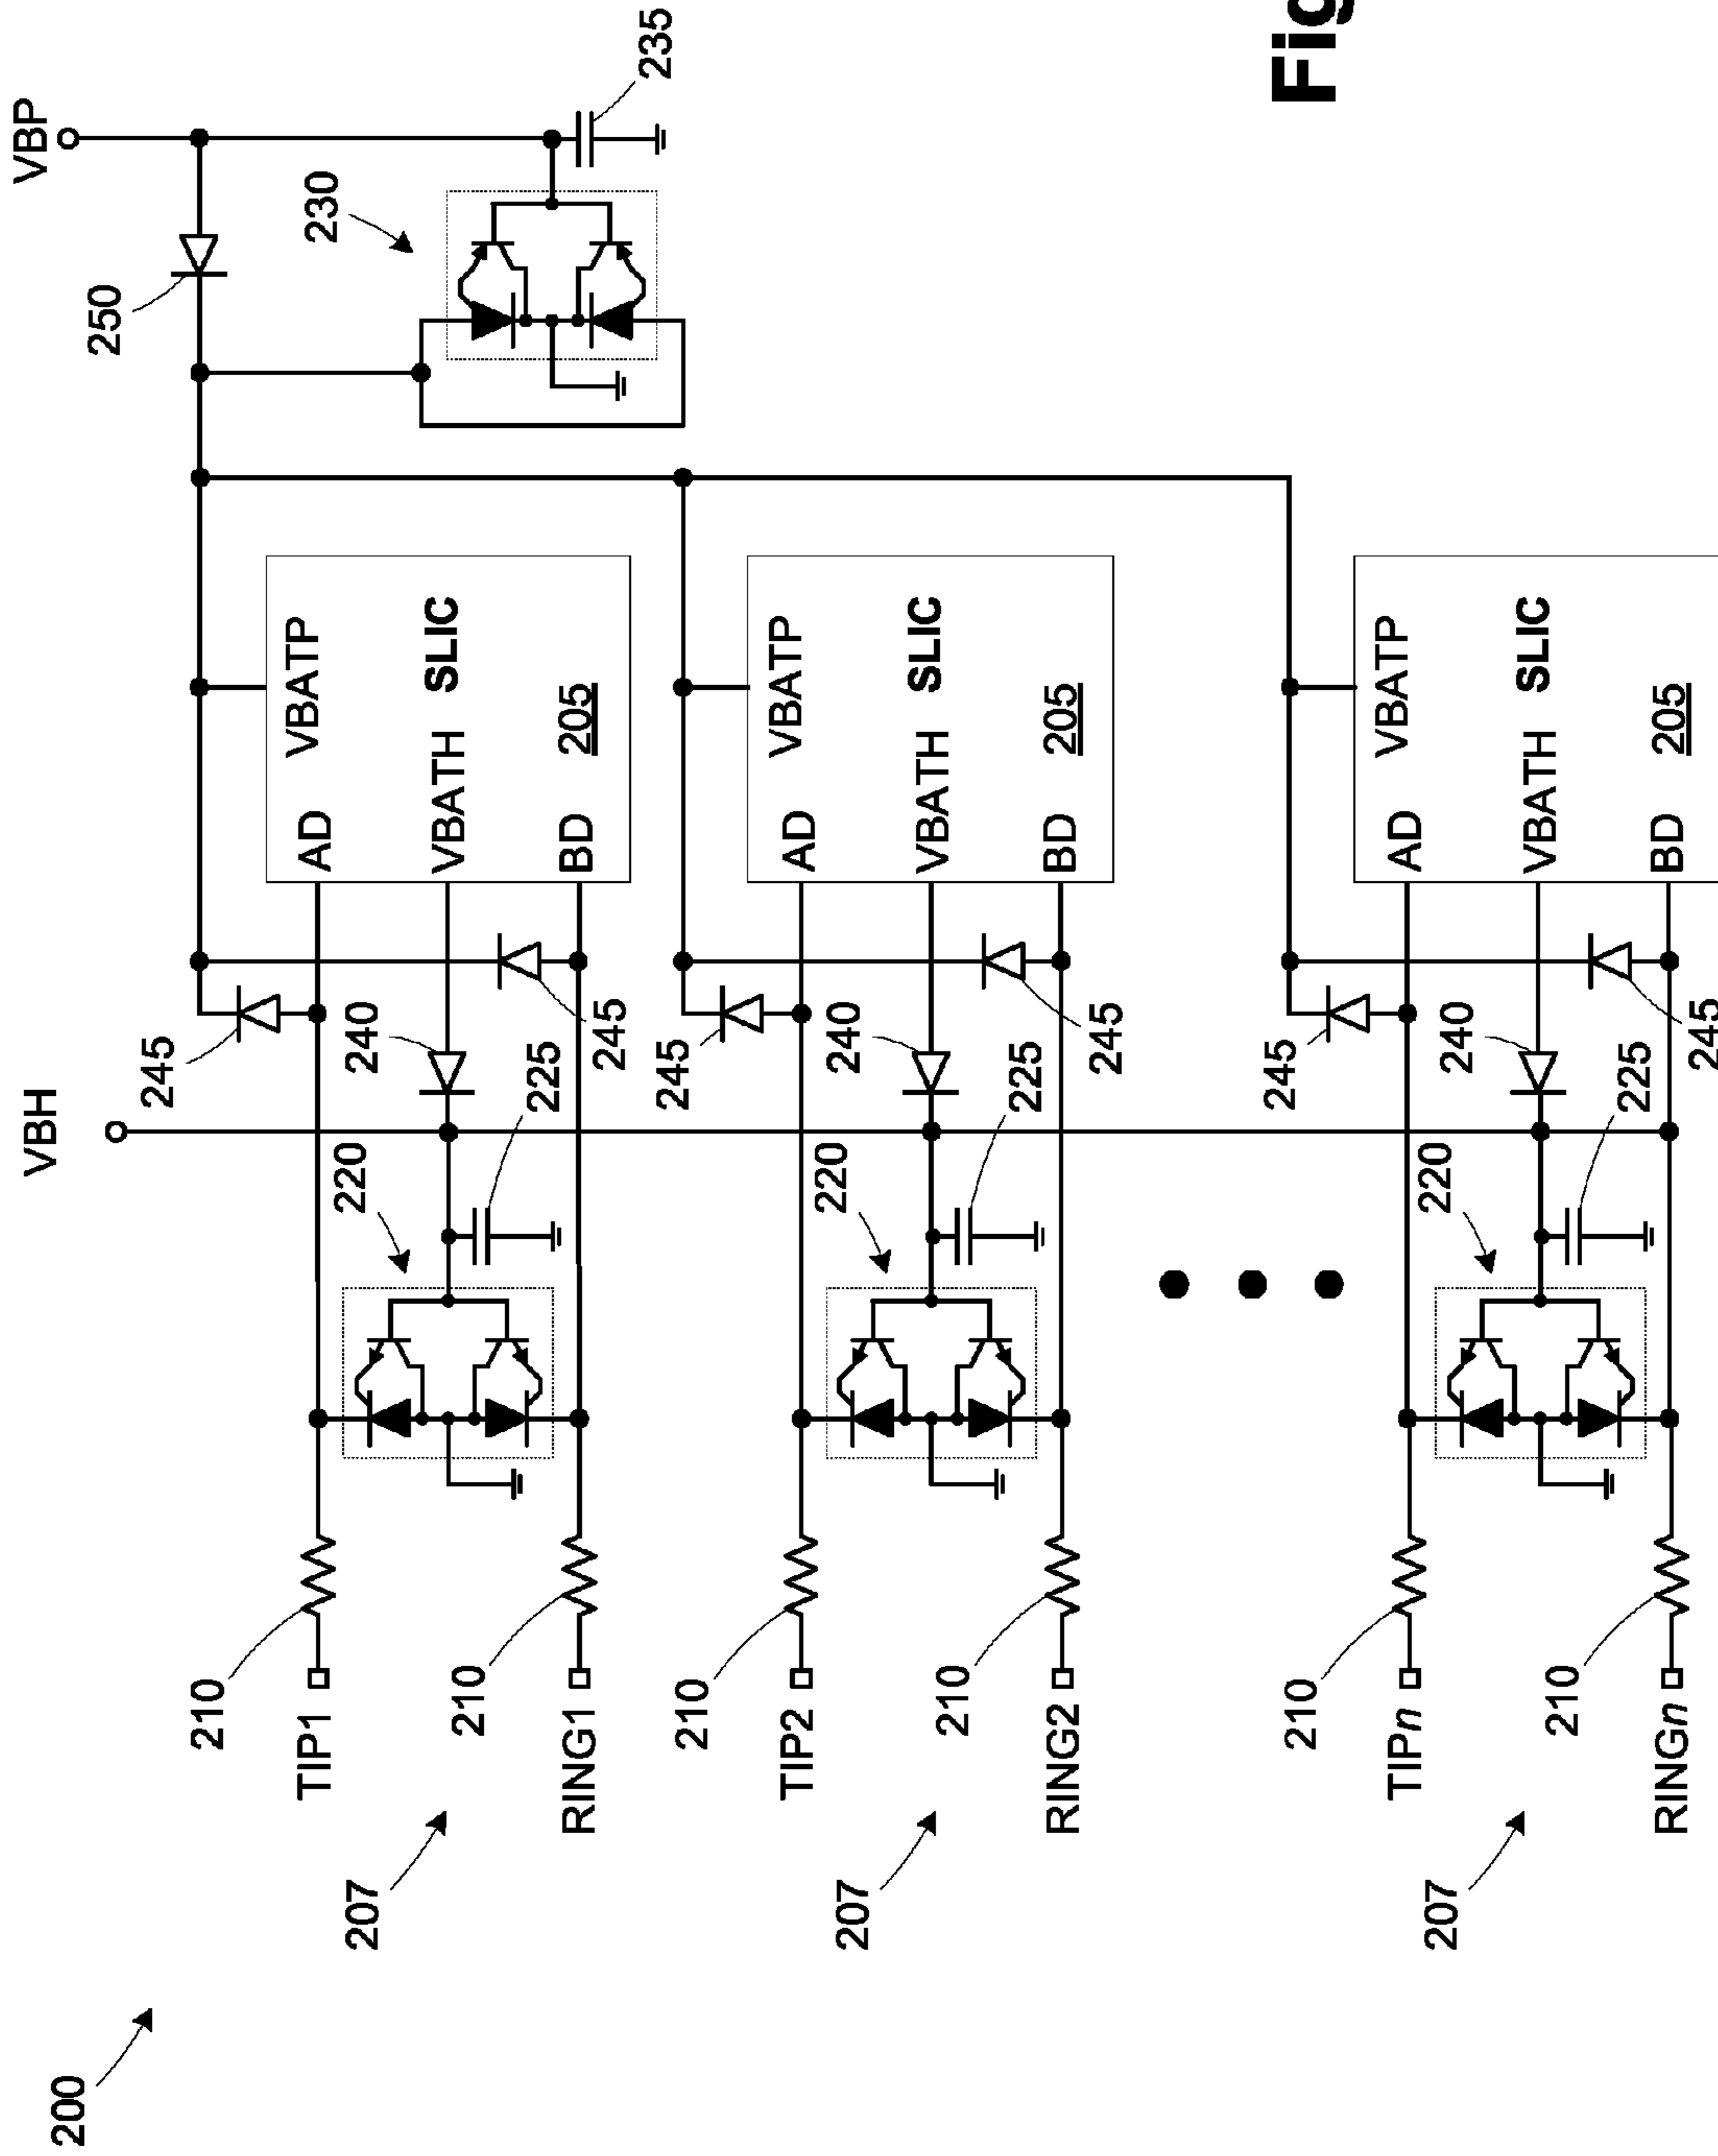 200
VBH
VBP
250
245
210
TIP1
AD
VBATP
230
207
220
240
VBATH
SLIC
210
225
RING1
245
BD
205
235
210
245
TIP2
AD
VBATP
207
220
240
VBATH
SLIC
210
225
RING2
245
BD
205
Fig
210
245
TIPn
AD
VBATP
207
220
240
VBATH
SLIC
210
225
RINGn
245
BD
205